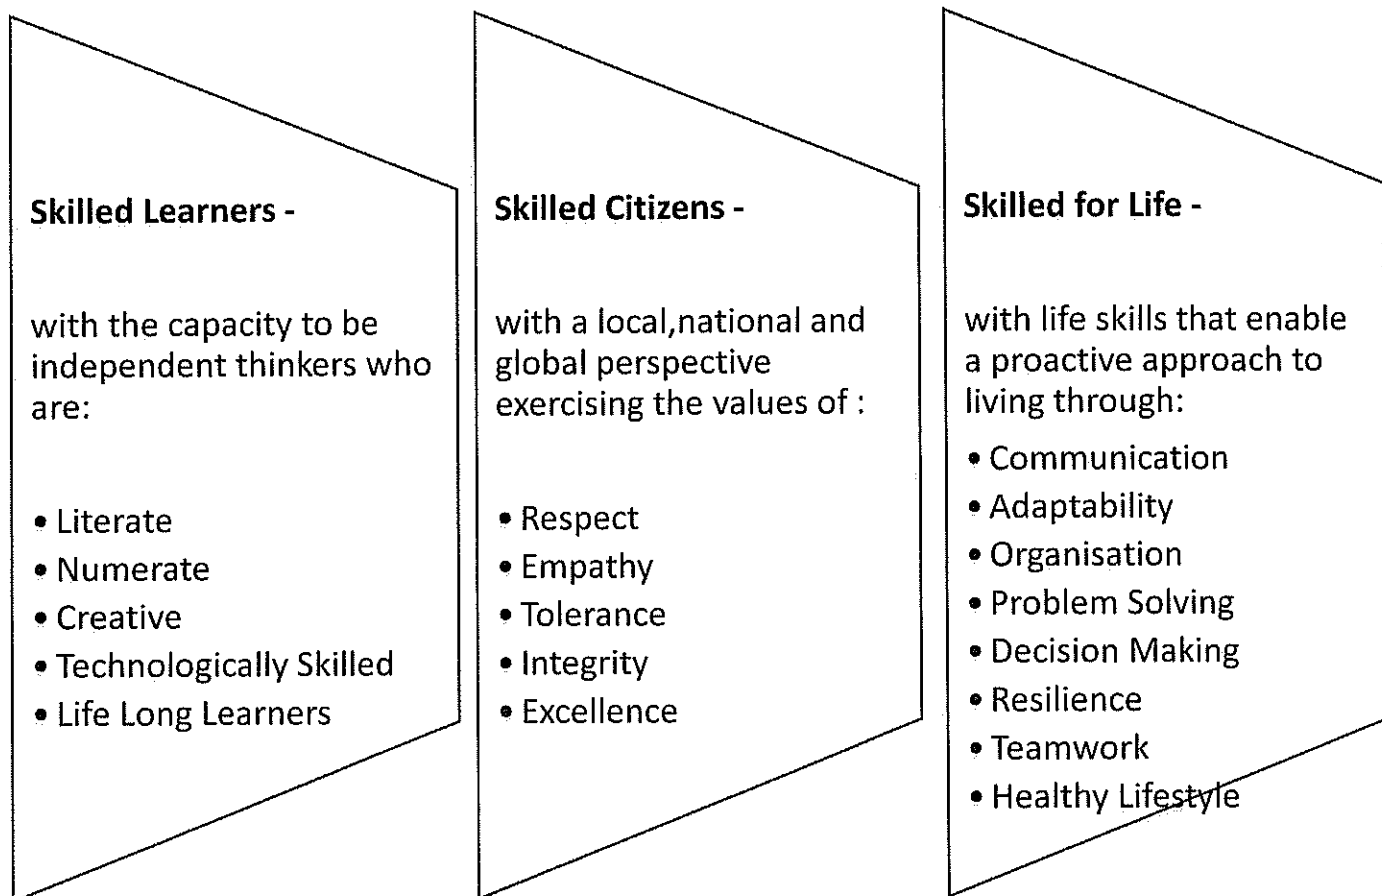 Skilled Learners -
with the capacity to be
independent thinkers who
are:
• Literate
• Numerate
• Creative
• Technologically Skilled
• Life Long Learners
Skilled Citizens -
with a local,national and
global perspective
exercising the values of :
• Respect
• Empathy
• Tolerance
• Integrity
• Excellence
Skilled for Life -
with life skills that enable
a proactive approach to
living through:
• Communication
• Adaptability
• Organisation
• Problem Solving
• Decision Making
• Resilience
• Teamwork
• Healthy Lifestyle